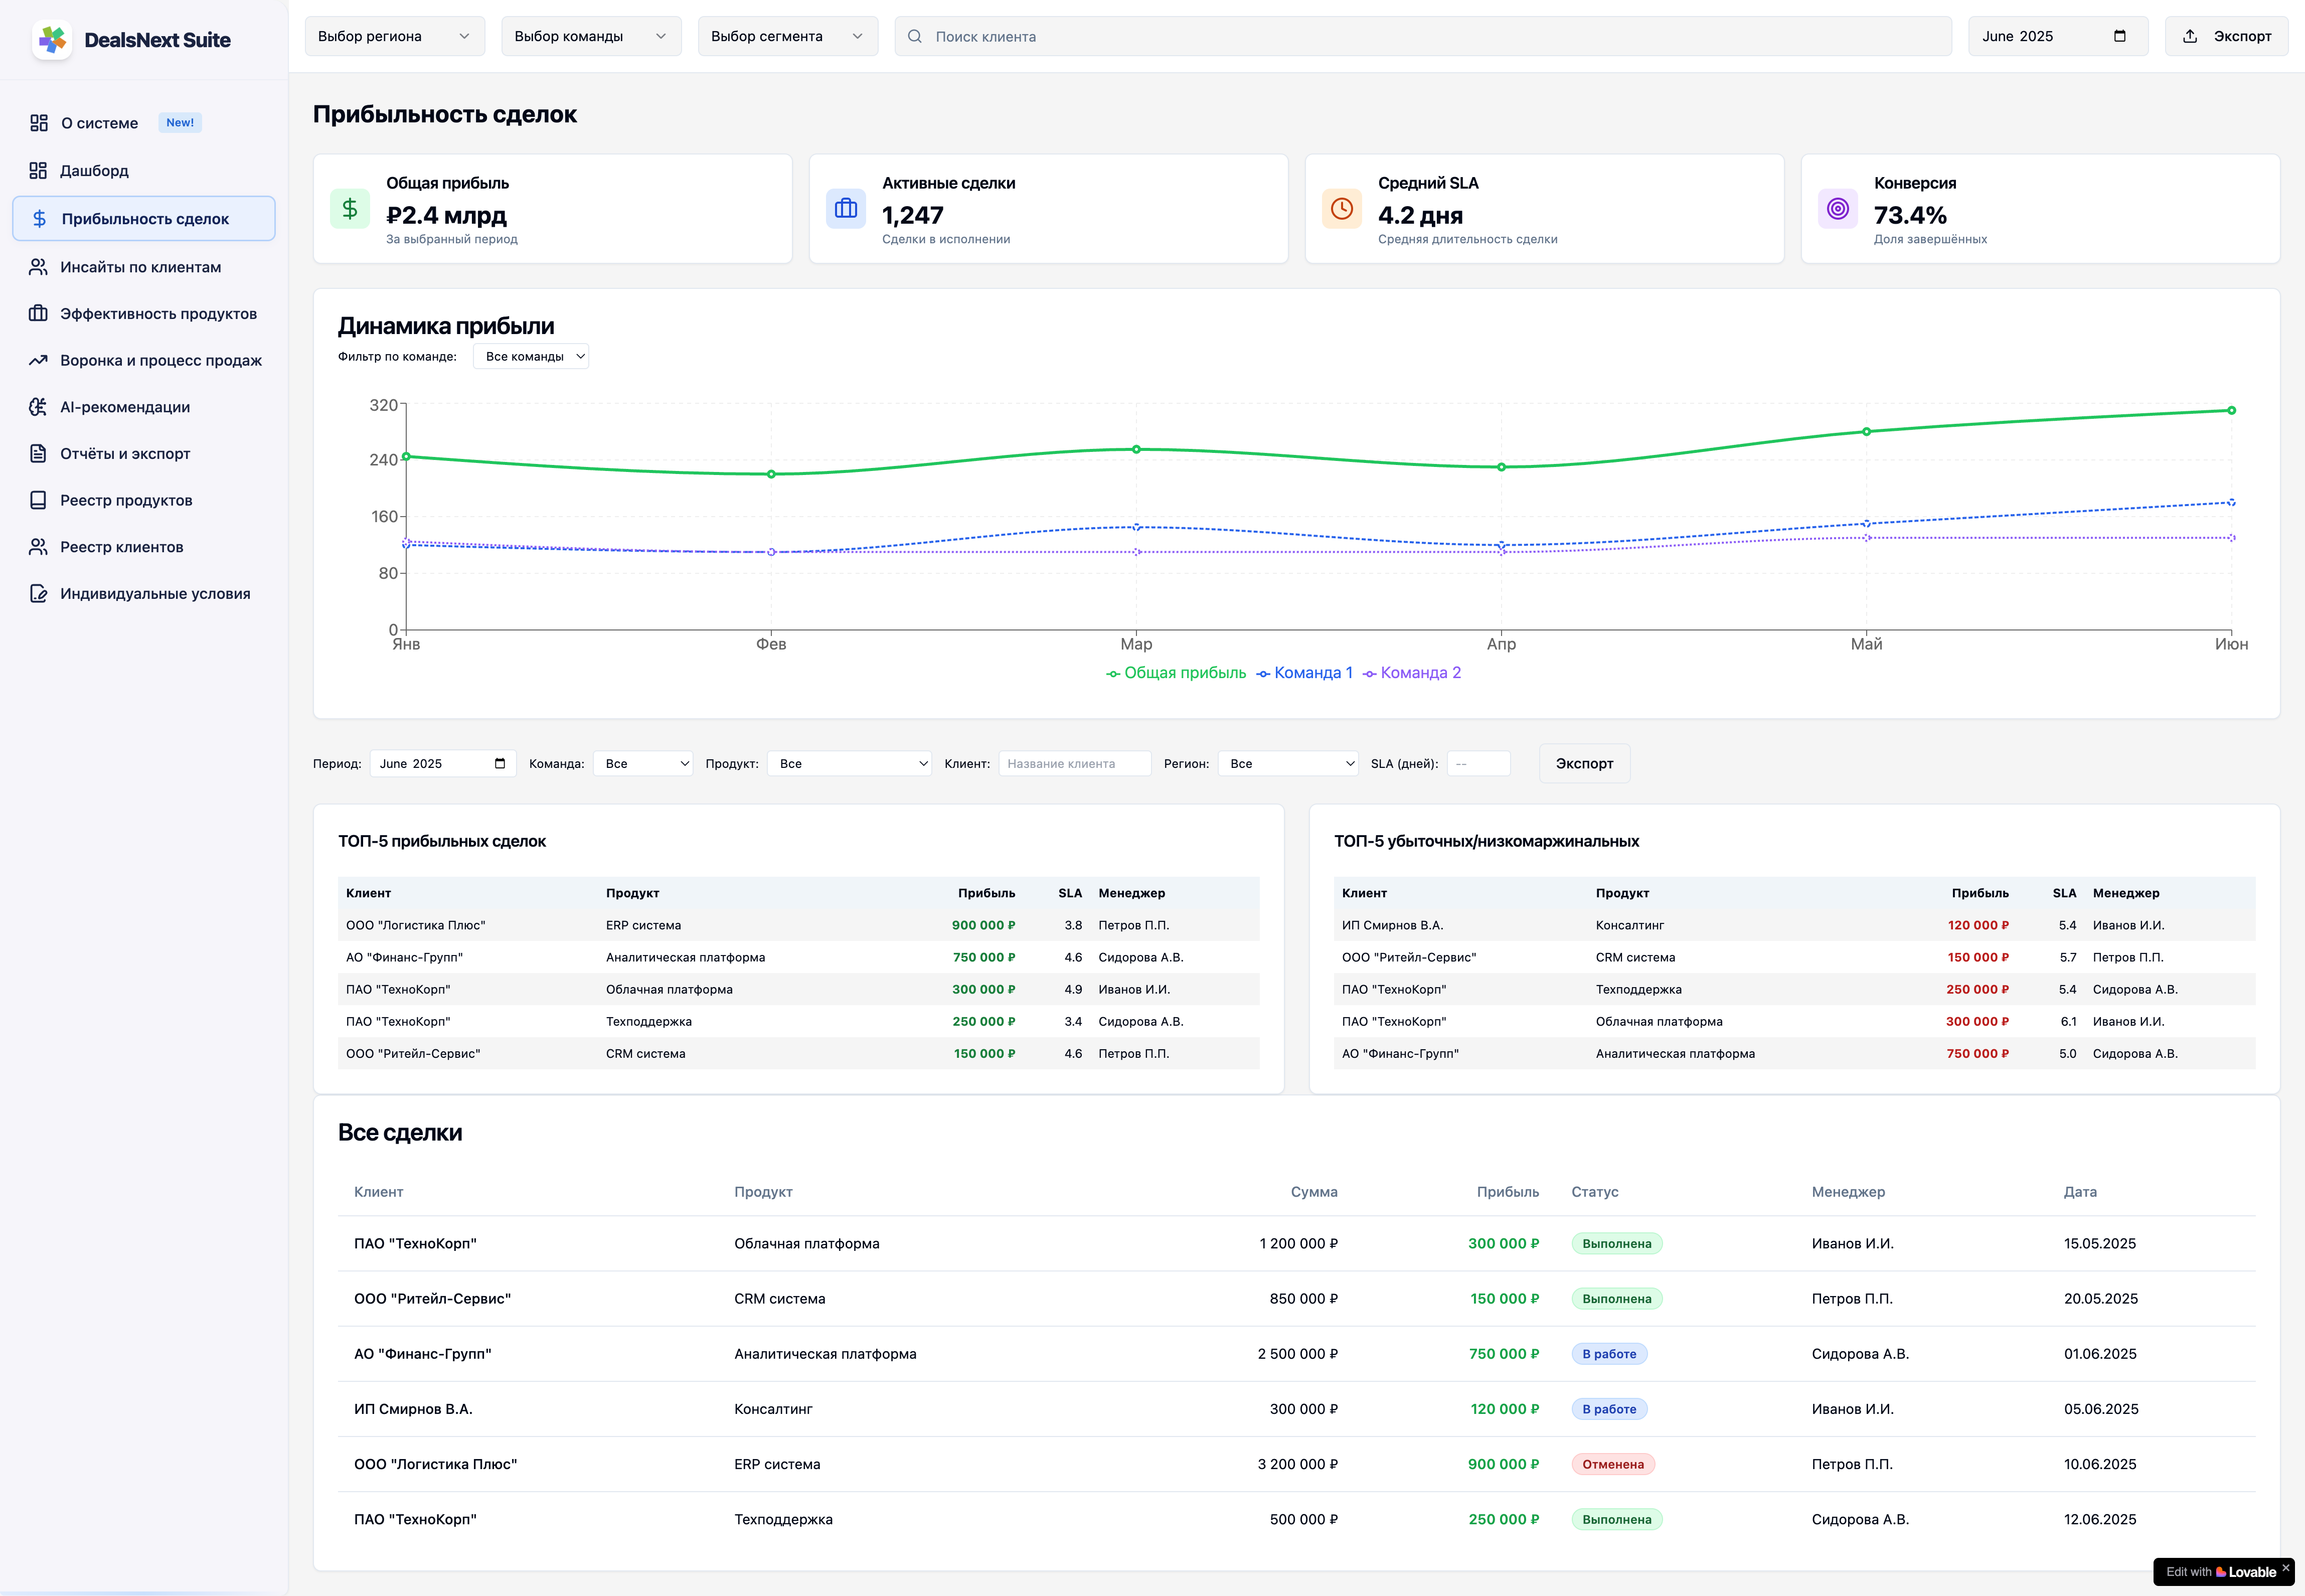 DealsNext Suite
Выбор региона
Выбор команды
Выбор сегмента
Поиск клиента
June 2025
Экспорт
О системе New!
Дашборд
Прибыльность сделок
Инсайты по клиентам
Эффективность продуктов
Воронка и процесс продаж
AI-рекомендации
Отчёты и экспорт
Реестр продуктов
Реестр клиентов
Индивидуальные условия
Прибыльность сделок
Общая прибыль
₽2.4 млрд
За выбранный период
Активные сделки
1,247
Сделки в исполнении
Средний SLA
4.2 дня
Средняя длительность сделки
Конверсия
73.4%
Доля завершённых
Динамика прибыли
Фильтр по команде: Все команды
320
240
160
80
0
Янв Фев Мар Апр Май Июн
Общая прибыль Команда 1 Команда 2
Период: June 2025 Команда: Все Продукт: Все Клиент: Название клиента Регион: Все SLA (дней): -- Экспорт
ТОП-5 прибыльных сделок
Клиент Продукт Прибыль SLA Менеджер
ООО "Логистика Плюс" ERP система 900 000 ₽ 3.8 Петров П.П.
АО "Финанс-Групп" Аналитическая платформа 750 000 ₽ 4.6 Сидорова А.В.
ПАО "ТехноКорп" Облачная платформа 300 000 ₽ 4.9 Иванов И.И.
ПАО "ТехноКорп" Техподдержка 250 000 ₽ 3.4 Сидорова А.В.
ООО "Ритейл-Сервис" CRM система 150 000 ₽ 4.6 Петров П.П.
ТОП-5 убыточных/низкомаржинальных
Клиент Продукт Прибыль SLA Менеджер
ИП Смирнов В.А. Консалтинг 120 000 ₽ 5.4 Иванов И.И.
ООО "Ритейл-Сервис" CRM система 150 000 ₽ 5.7 Петров П.П.
ПАО "ТехноКорп" Техподдержка 250 000 ₽ 5.4 Сидорова А.В.
ПАО "ТехноКорп" Облачная платформа 300 000 ₽ 6.1 Иванов И.И.
АО "Финанс-Групп" Аналитическая платформа 750 000 ₽ 5.0 Сидорова А.В.
Все сделки
Клиент Продукт Сумма Прибыль Статус Менеджер Дата
ПАО "ТехноКорп" Облачная платформа 1 200 000 ₽ 300 000 ₽ Выполнена Иванов И.И. 15.05.2025
ООО "Ритейл-Сервис" CRM система 850 000 ₽ 150 000 ₽ Выполнена Петров П.П. 20.05.2025
АО "Финанс-Групп" Аналитическая платформа 2 500 000 ₽ 750 000 ₽ В работе Сидорова А.В. 01.06.2025
ИП Смирнов В.А. Консалтинг 300 000 ₽ 120 000 ₽ В работе Иванов И.И. 05.06.2025
ООО "Логистика Плюс" ERP система 3 200 000 ₽ 900 000 ₽ Отменена Петров П.П. 10.06.2025
ПАО "ТехноКорп" Техподдержка 500 000 ₽ 250 000 ₽ Выполнена Сидорова А.В. 12.06.2025
Edit with Lovable